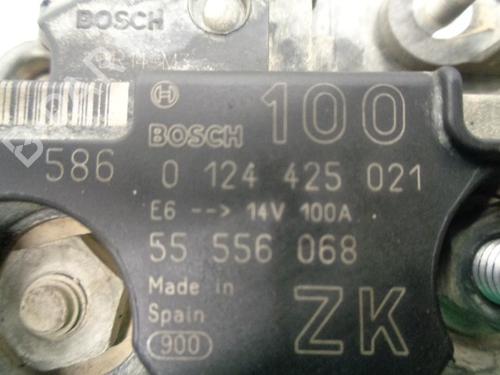 BOSCH
100
BOSCH
586
0 124 425 021
E6 --> 14V 100A
55 556 068
Made in
Spain
900
ZK